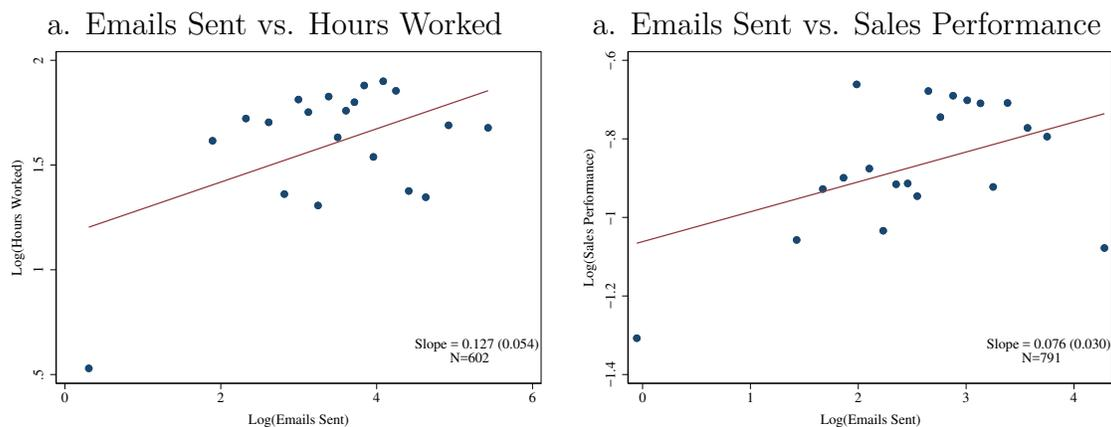 a. Emails Sent vs. Hours Worked
2
1.5
1
.5
Log(Hours Worked)
0
2
4
6
Log(Emails Sent)
Slope = 0.127 (0.054)
N=602
a. Emails Sent vs. Sales Performance
-.6
-.8
-1
-1.2
-1.4
Log(Sales Performance)
0
1
2
3
4
Log(Emails Sent)
Slope = 0.076 (0.030)
N=791